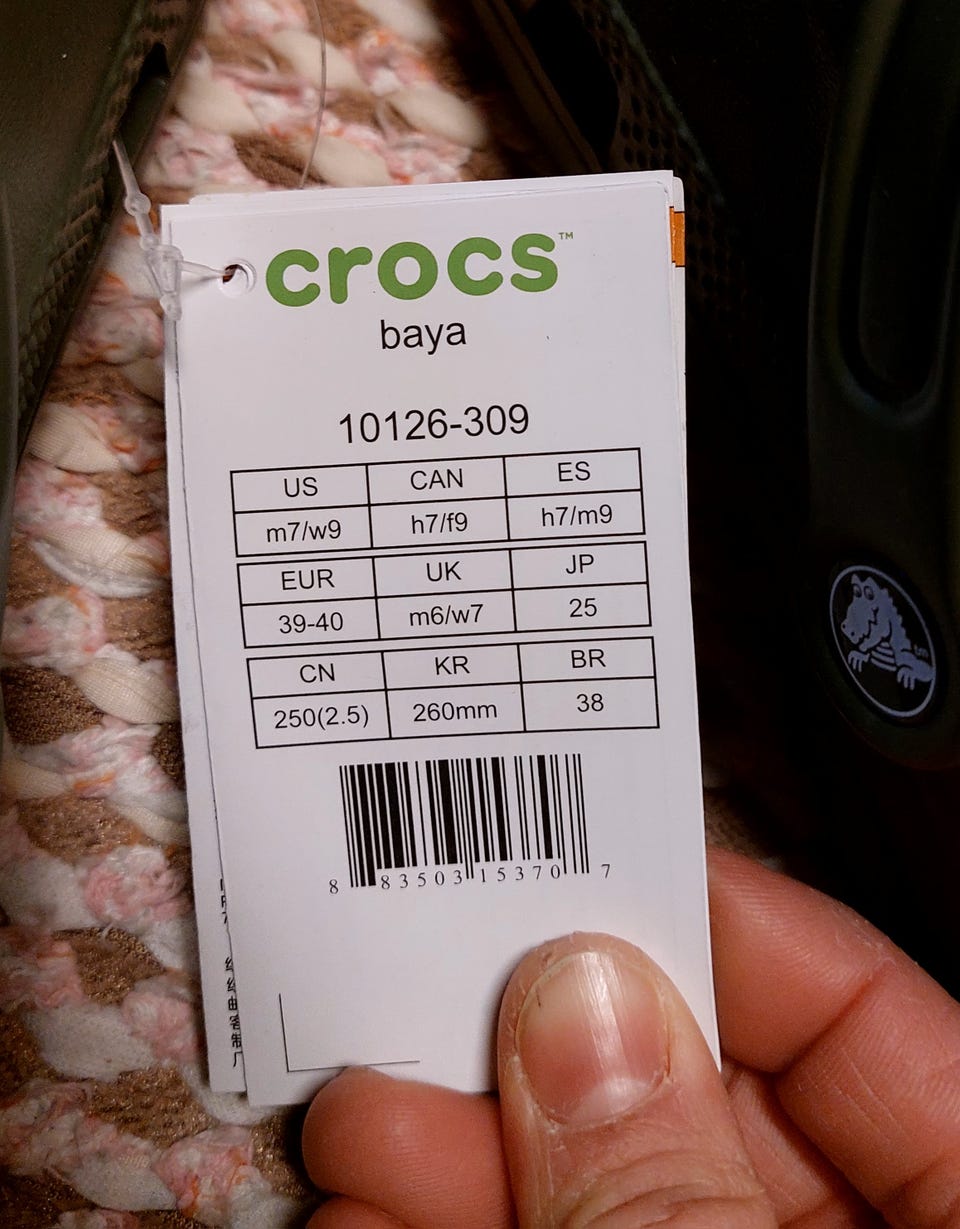 crocs™
baya
10126-309
US CAN ES
m7/w9 h7/f9 h7/m9
EUR UK JP
39-40 m6/w7 25
CN KR BR
250(2.5) 260mm 38
8 83503 15370 7